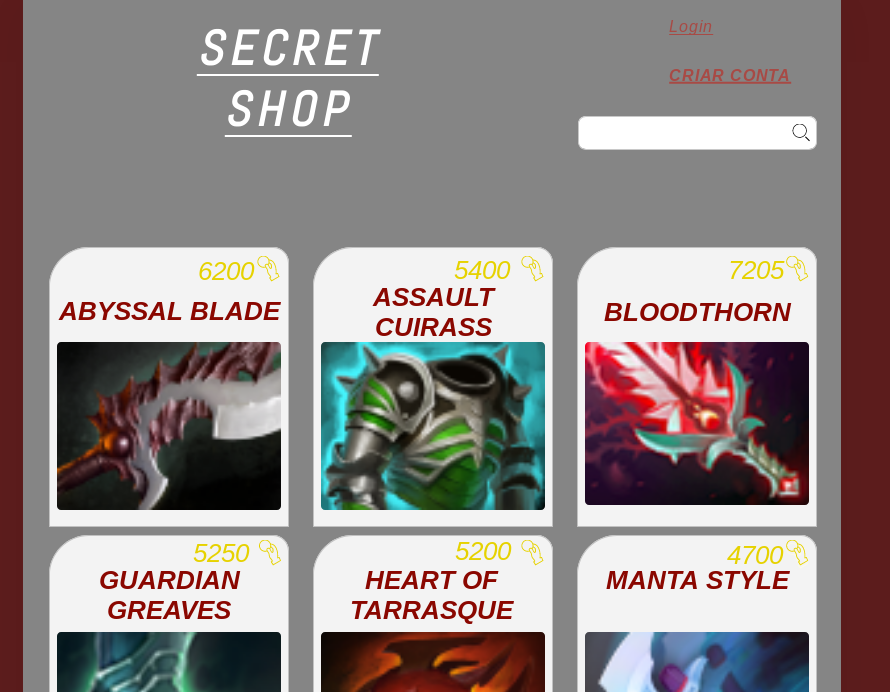 SECRET
SHOP
Login
CRIAR CONTA
6200
ABYSSAL BLADE
5400
ASSAULT
CUIRASS
7205
BLOODTHORN
5250
GUARDIAN
GREAVES
5200
HEART OF
TARRASQUE
4700
MANTA STYLE